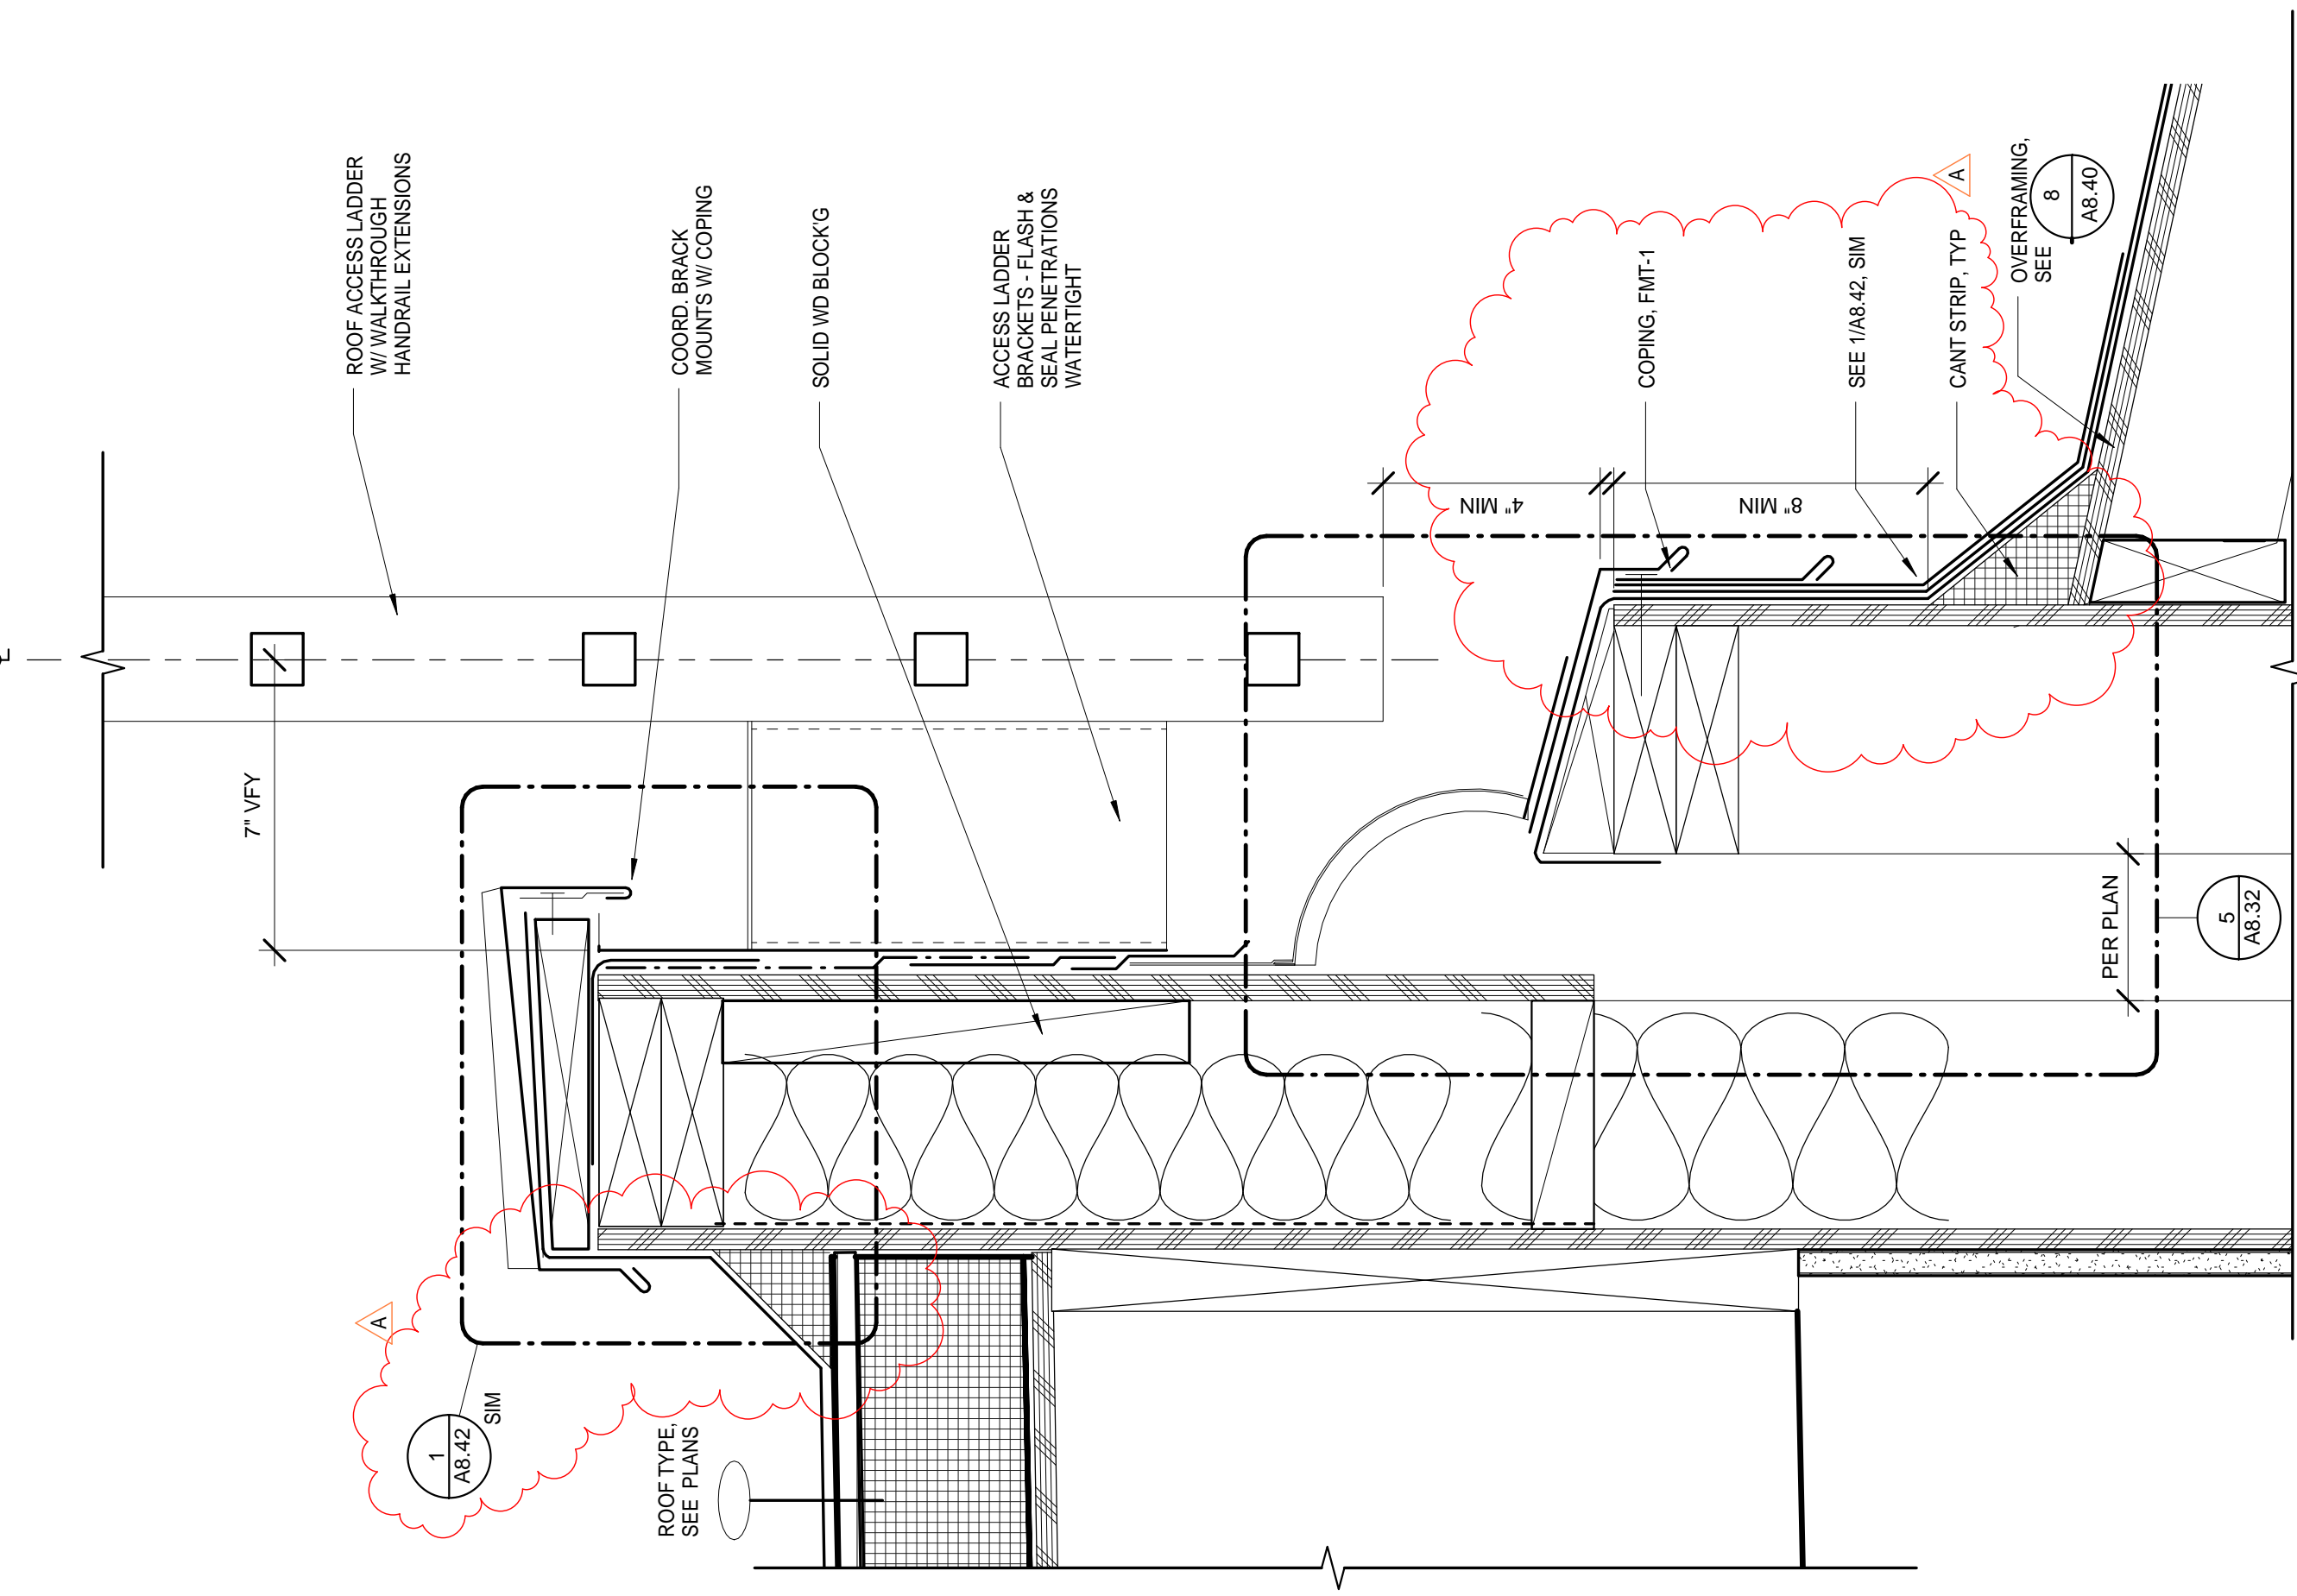 ROOF ACCESS LADDER
W/ WALKTHROUGH
HANDRAIL EXTENSIONS
COORD. BRACK
MOUNTS W/ COPING
SOLID WD BLOCK'G
ACCESS LADDER
BRACKETS - FLASH &
SEAL PENETRATIONS
WATERTIGHT
COPING, FMT-1
SEE 1/A8.42, SIM
CANT STRIP, TYP
OVERFRAMING,
SEE
8
A8.40
A
4" MIN
8" MIN
7" VFY
PER PLAN
5
A8.32
A
1
A8.42
SIM
ROOF TYPE,
SEE PLANS